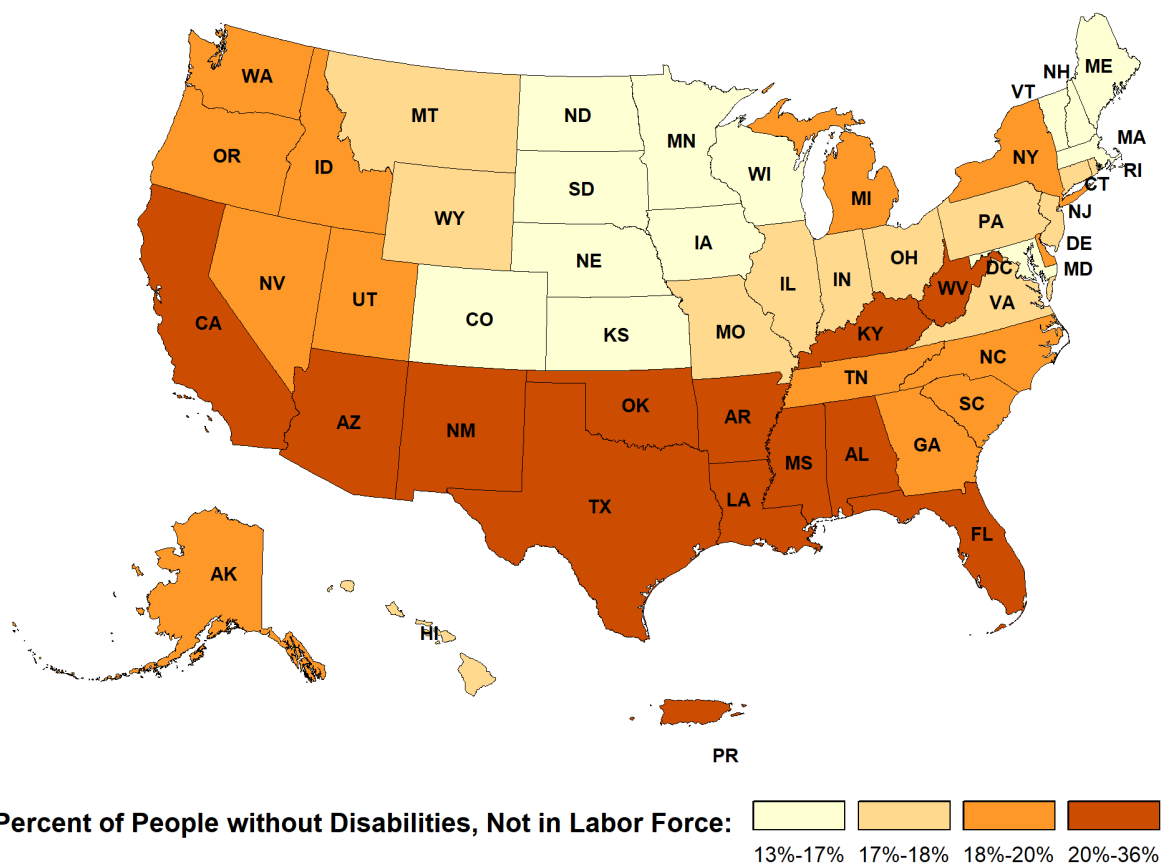 ME
NH
VT
WA
MT
ND
MN
MA
OR
ID
SD
WI
NY
MI
RI
CT
WY
IA
PA
NJ
NE
OH
DE
MD
DC
NV
UT
CO
IL
IN
WV
VA
CA
KS
MO
KY
NC
TN
SC
OK
AR
AZ
NM
GA
MS
AL
LA
TX
FL
AK
HI
PR
Percent of People without Disabilities, Not in Labor Force:
13%-17% 17%-18% 18%-20% 20%-36%